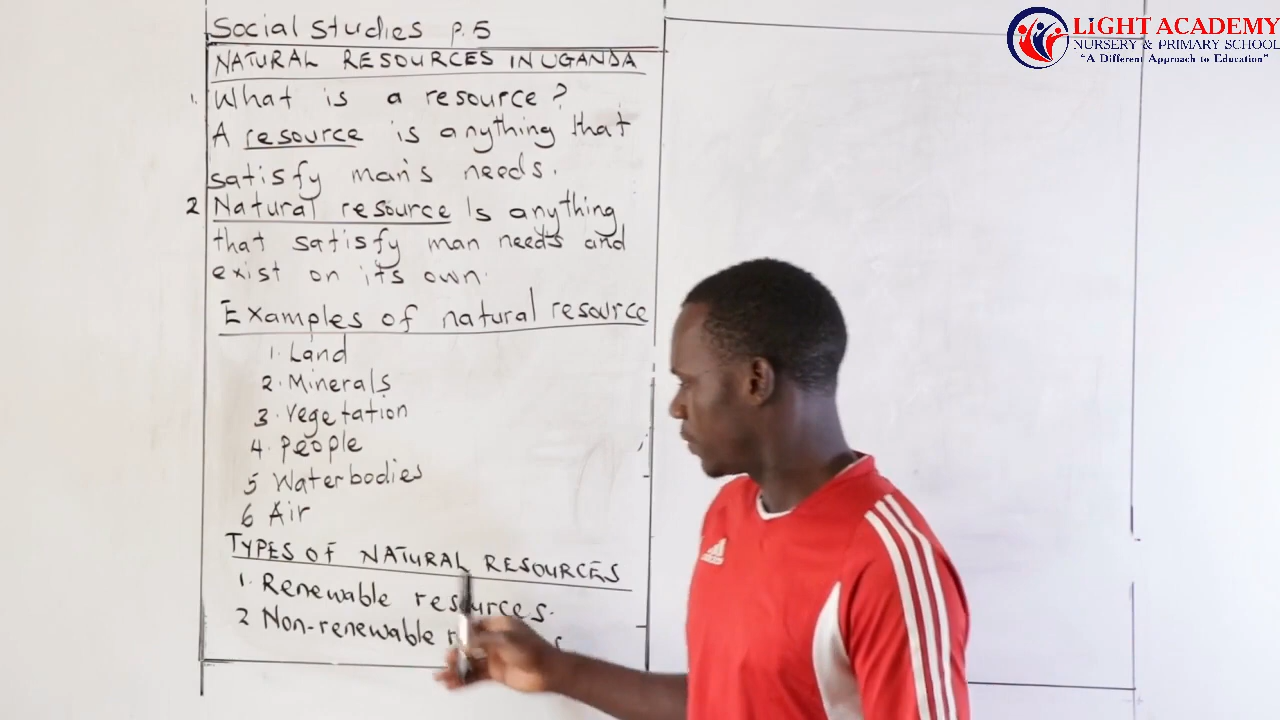 Social Studies p.5
NATURAL RESOURCES IN UGANDA
1. What is a resource?
A resource is anything that
satisfy man's needs.
2 Natural resource Is anything
that satisfy man needs and
exist on its own.
Examples of natural resource
1. Land
2. Minerals
3. Vegetation
4. People
5 Waterbodies
6 Air
TYPES OF NATURAL RESOURCES
1. Renewable resources.
2 Non-renewable
LIGHT ACADEMY
NURSERY & PRIMARY SCHOOL
"A Different Approach to Education"
adidas